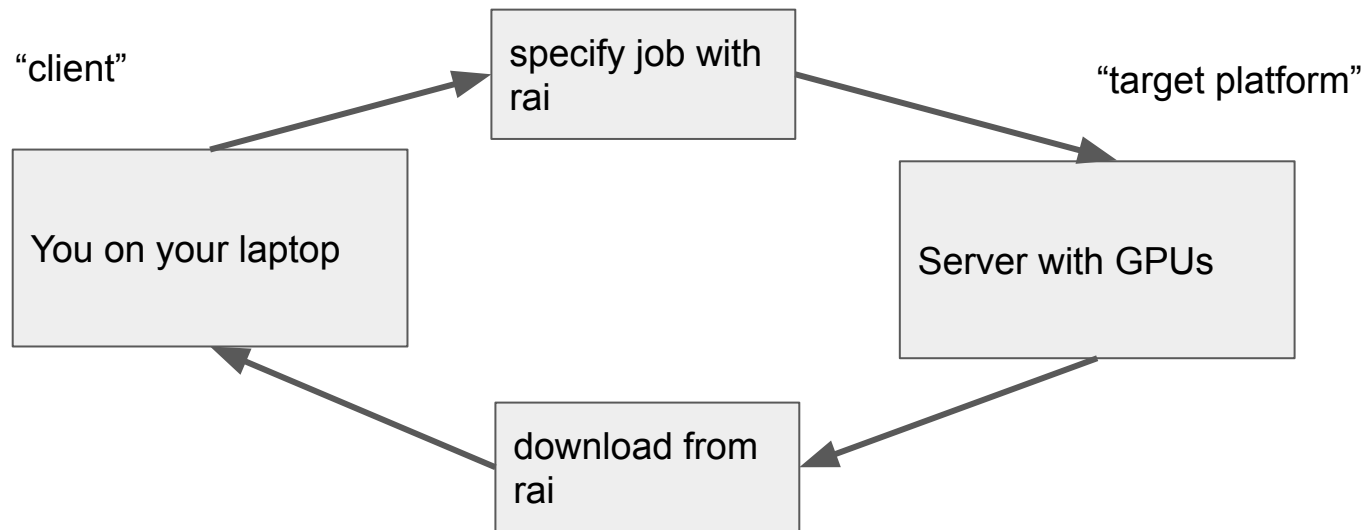 “client”
specify job with
rai
“target platform”
You on your laptop
Server with GPUs
download from
rai